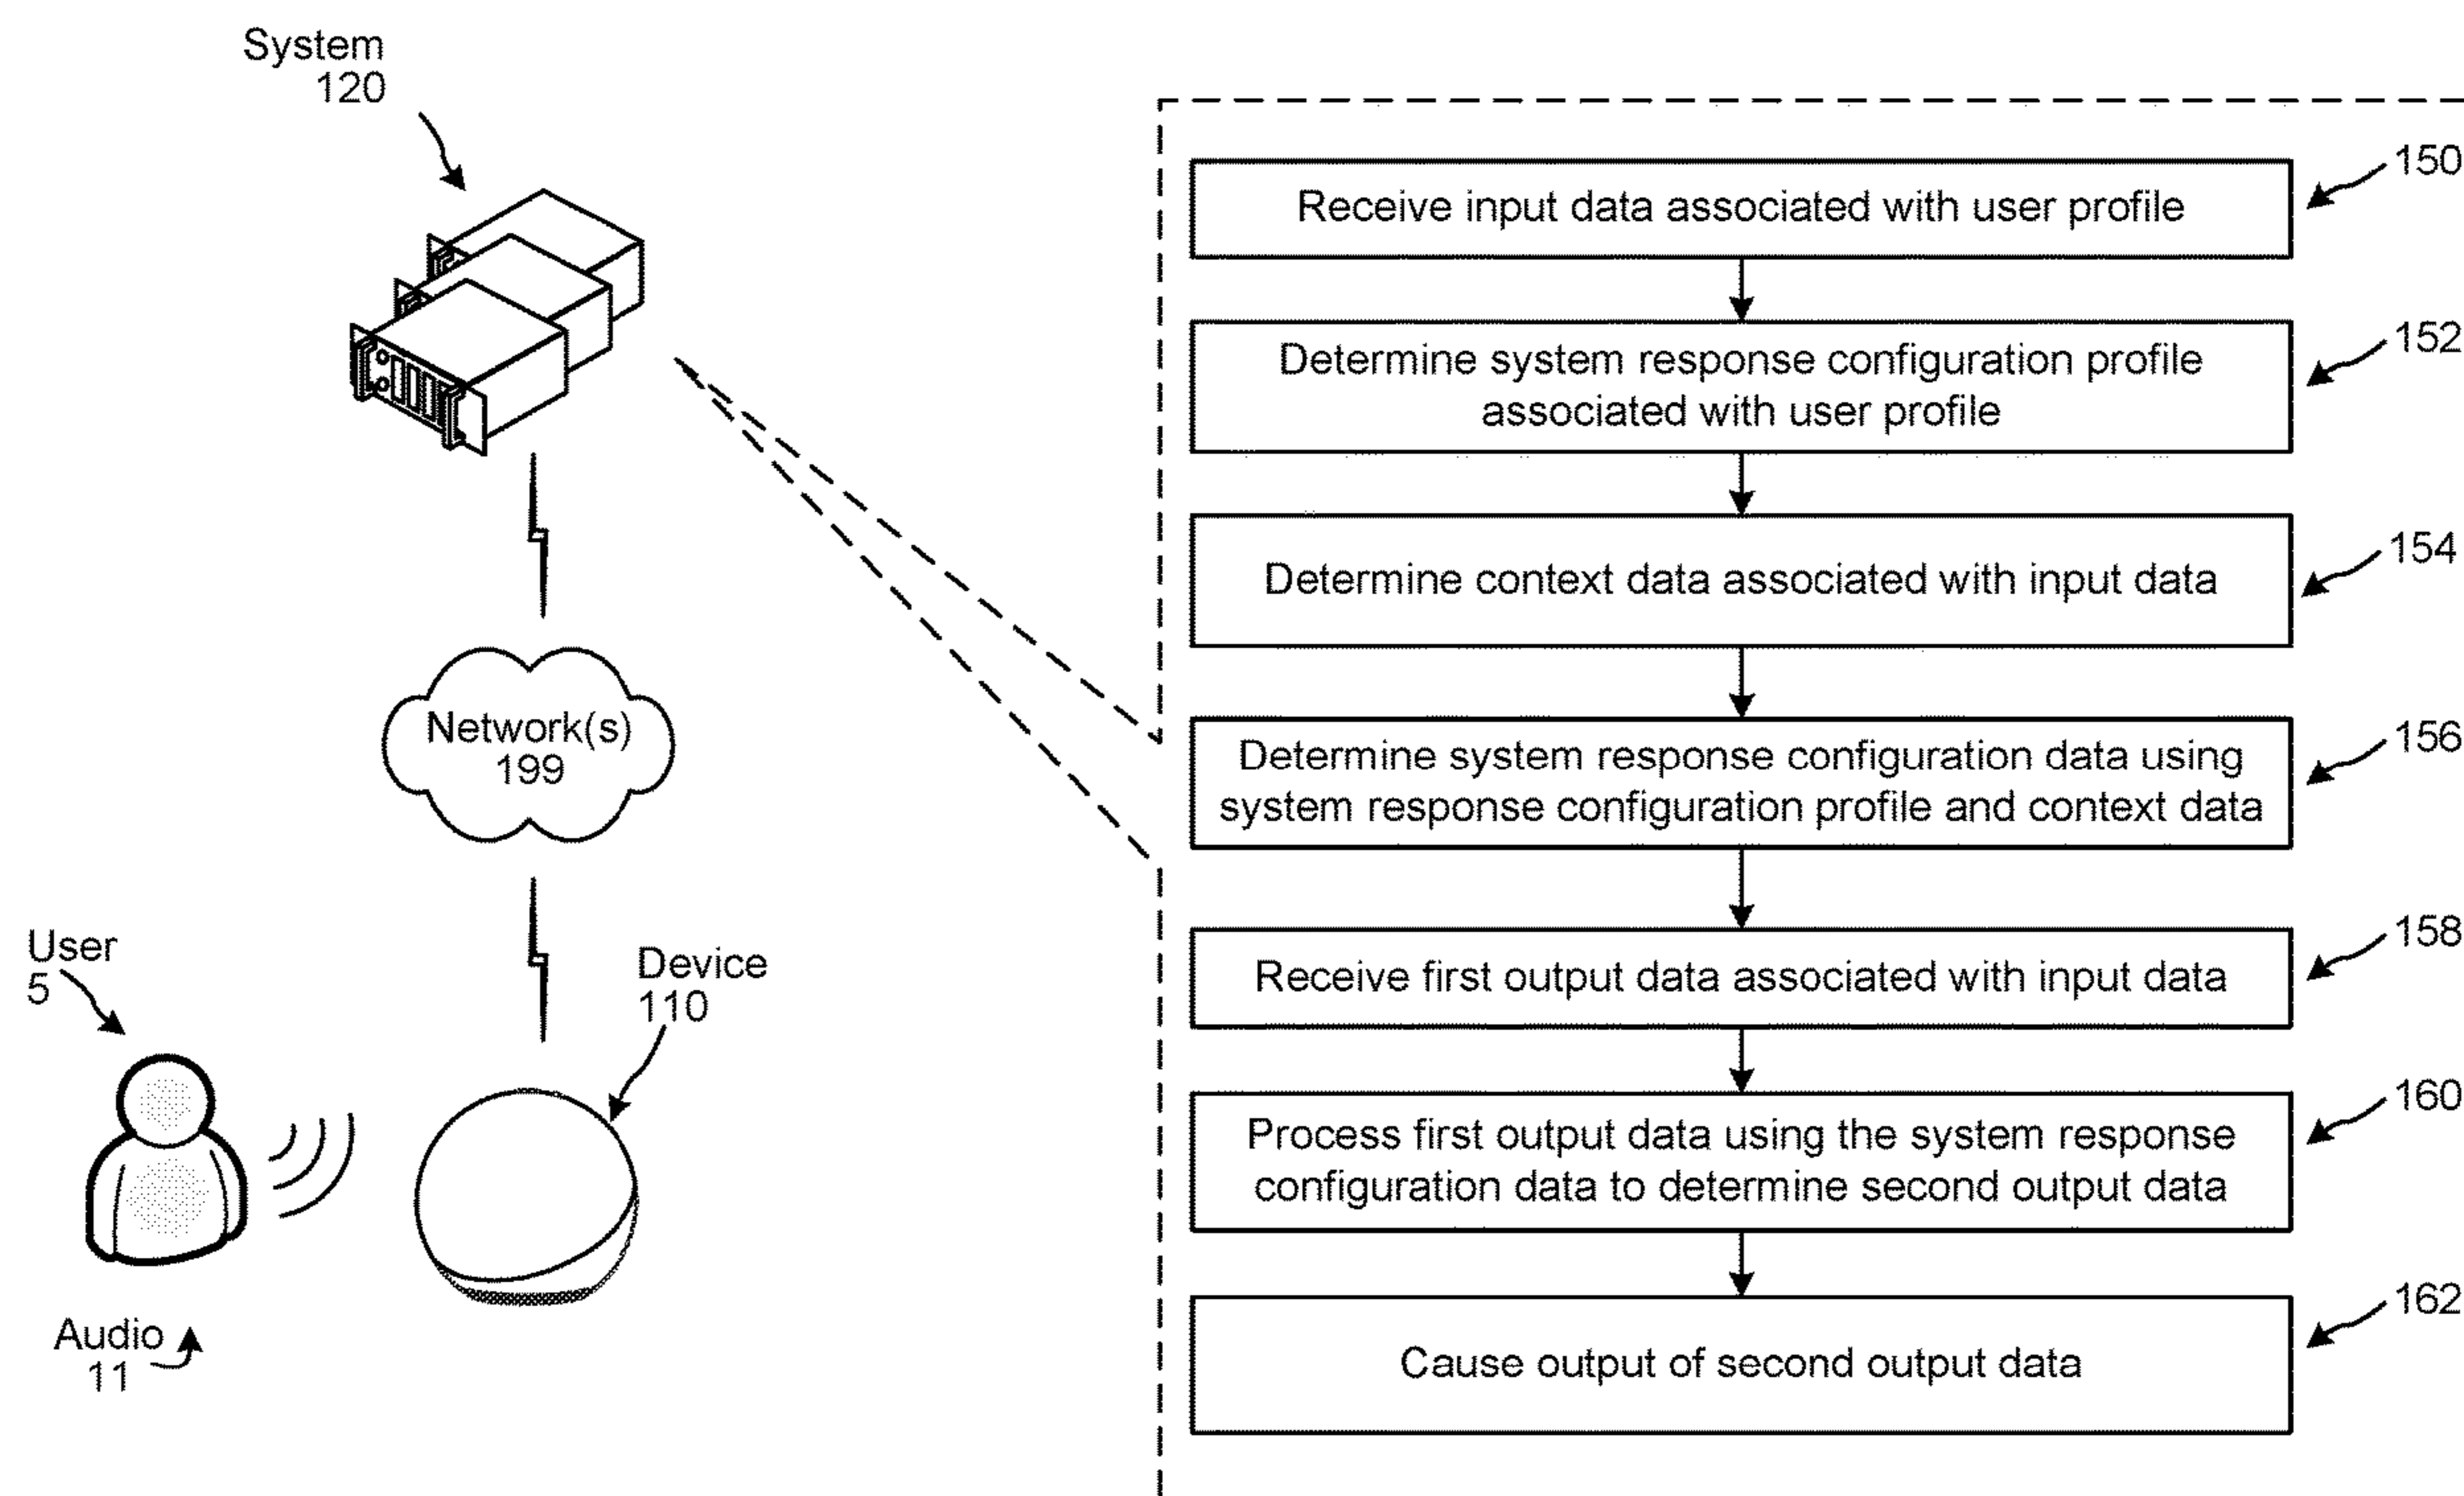 System
120
Network(s)
199
User
5
Device
110
Audio
11
Receive input data associated with user profile
150
Determine system response configuration profile
associated with user profile
152
Determine context data associated with input data
154
Determine system response configuration data using
system response configuration profile and context data
156
Receive first output data associated with input data
158
Process first output data using the system response
configuration data to determine second output data
160
Cause output of second output data
162